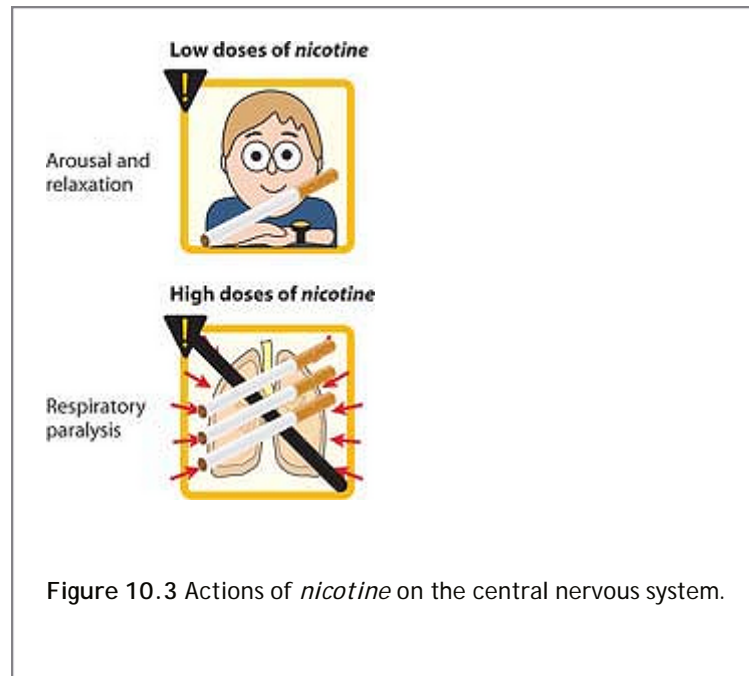 Low doses of nicotine
Arousal and
relaxation
High doses of nicotine
Respiratory
paralysis
Figure 10.3 Actions of nicotine on the central nervous system.